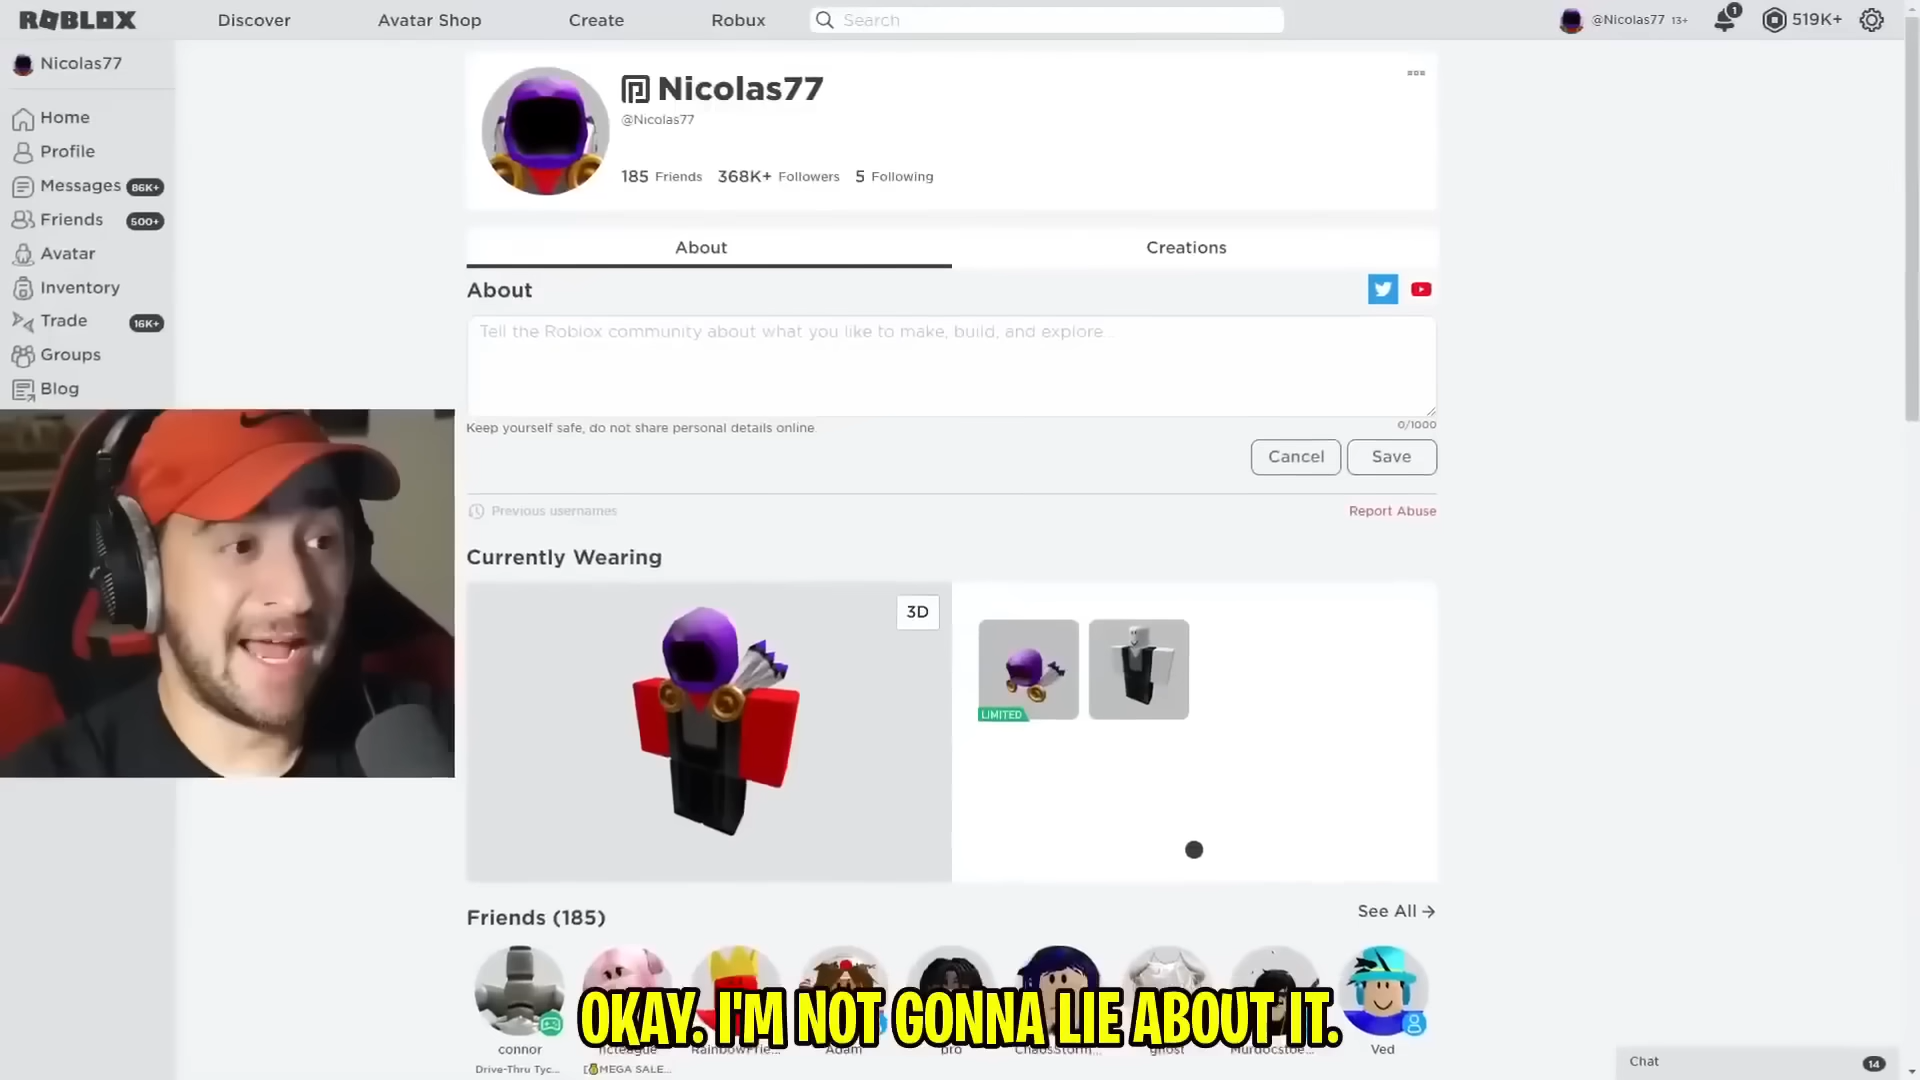 ROBLOX
Discover
Avatar Shop
Create
Robux
Search
@Nicolas77 13+
1
519K+
Nicolas77
Home
Profile
Messages 86K+
Friends 500+
Avatar
Inventory
Trade 16K+
Groups
Blog
Nicolas77
@Nicolas77
185 Friends 368K+ Followers 5 Following
About
Creations
About
Tell the Roblox community about what you like to make, build, and explore...
0/1000
Keep yourself safe, do not share personal details online.
Cancel
Save
Previous usernames
Report Abuse
Currently Wearing
3D
LIMITED
Friends (185)
See All
OKAY. I'M NOT GONNA LIE ABOUT IT.
connor
ncteague
RainbowFrie...
Adam
pro
ChaosStorm...
ghost
Murdocstoe...
Ved
Drive-Thru Tyc...
MEGA SALE...
Chat
14